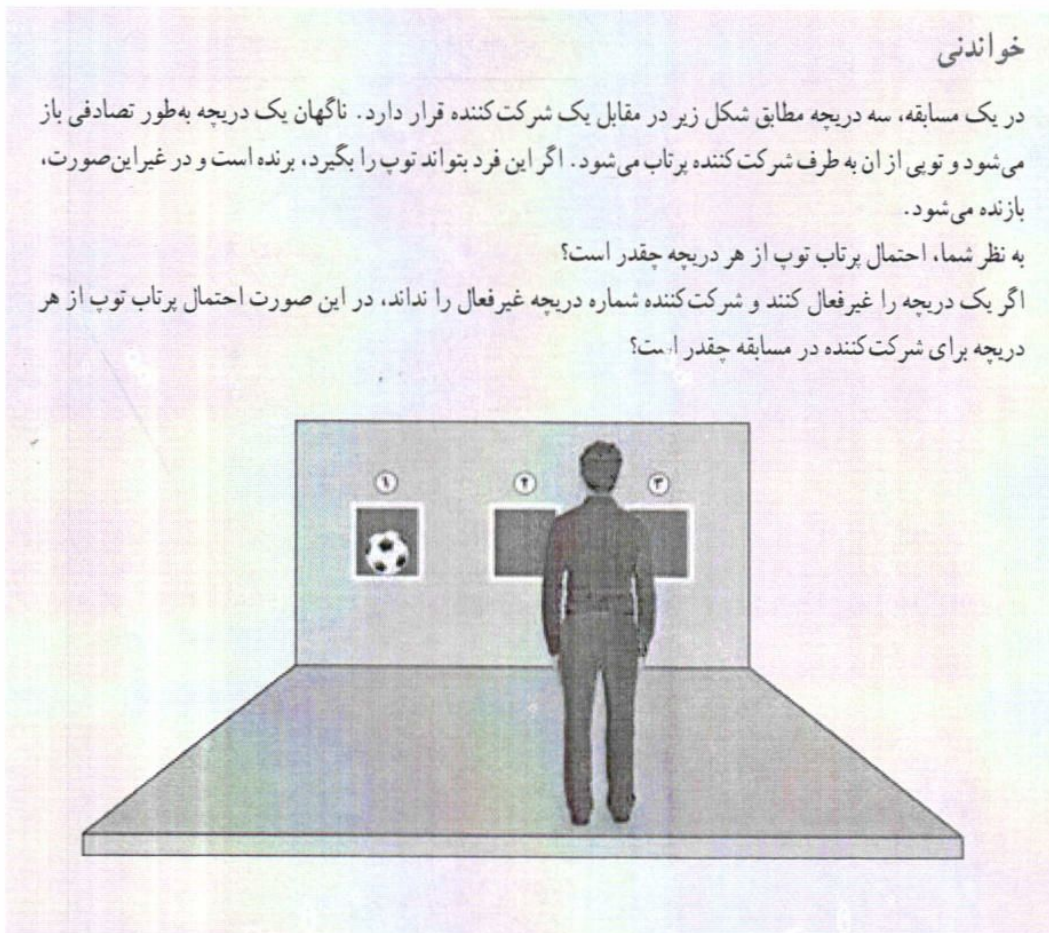 خواندنی
در یک مسابقه، سه دریچه مطابق شکل زیر در مقابل یک شرکت‌کننده قرار دارد. ناگهان یک دریچه به‌طور تصادفی باز
می‌شود و توپی از ان به طرف شرکت‌کننده پرتاب می‌شود. اگر این فرد بتواند توپ را بگیرد، برنده است و در غیراین‌صورت،
بازنده می‌شود.
به نظر شما، احتمال پرتاب توپ از هر دریچه چقدر است؟
اگر یک دریچه را غیرفعال کنند و شرکت‌کننده شماره دریچه غیرفعال را نداند، در این صورت احتمال پرتاب توپ از هر
دریچه برای شرکت‌کننده در مسابقه چقدر است؟
۱ ۲ ۳